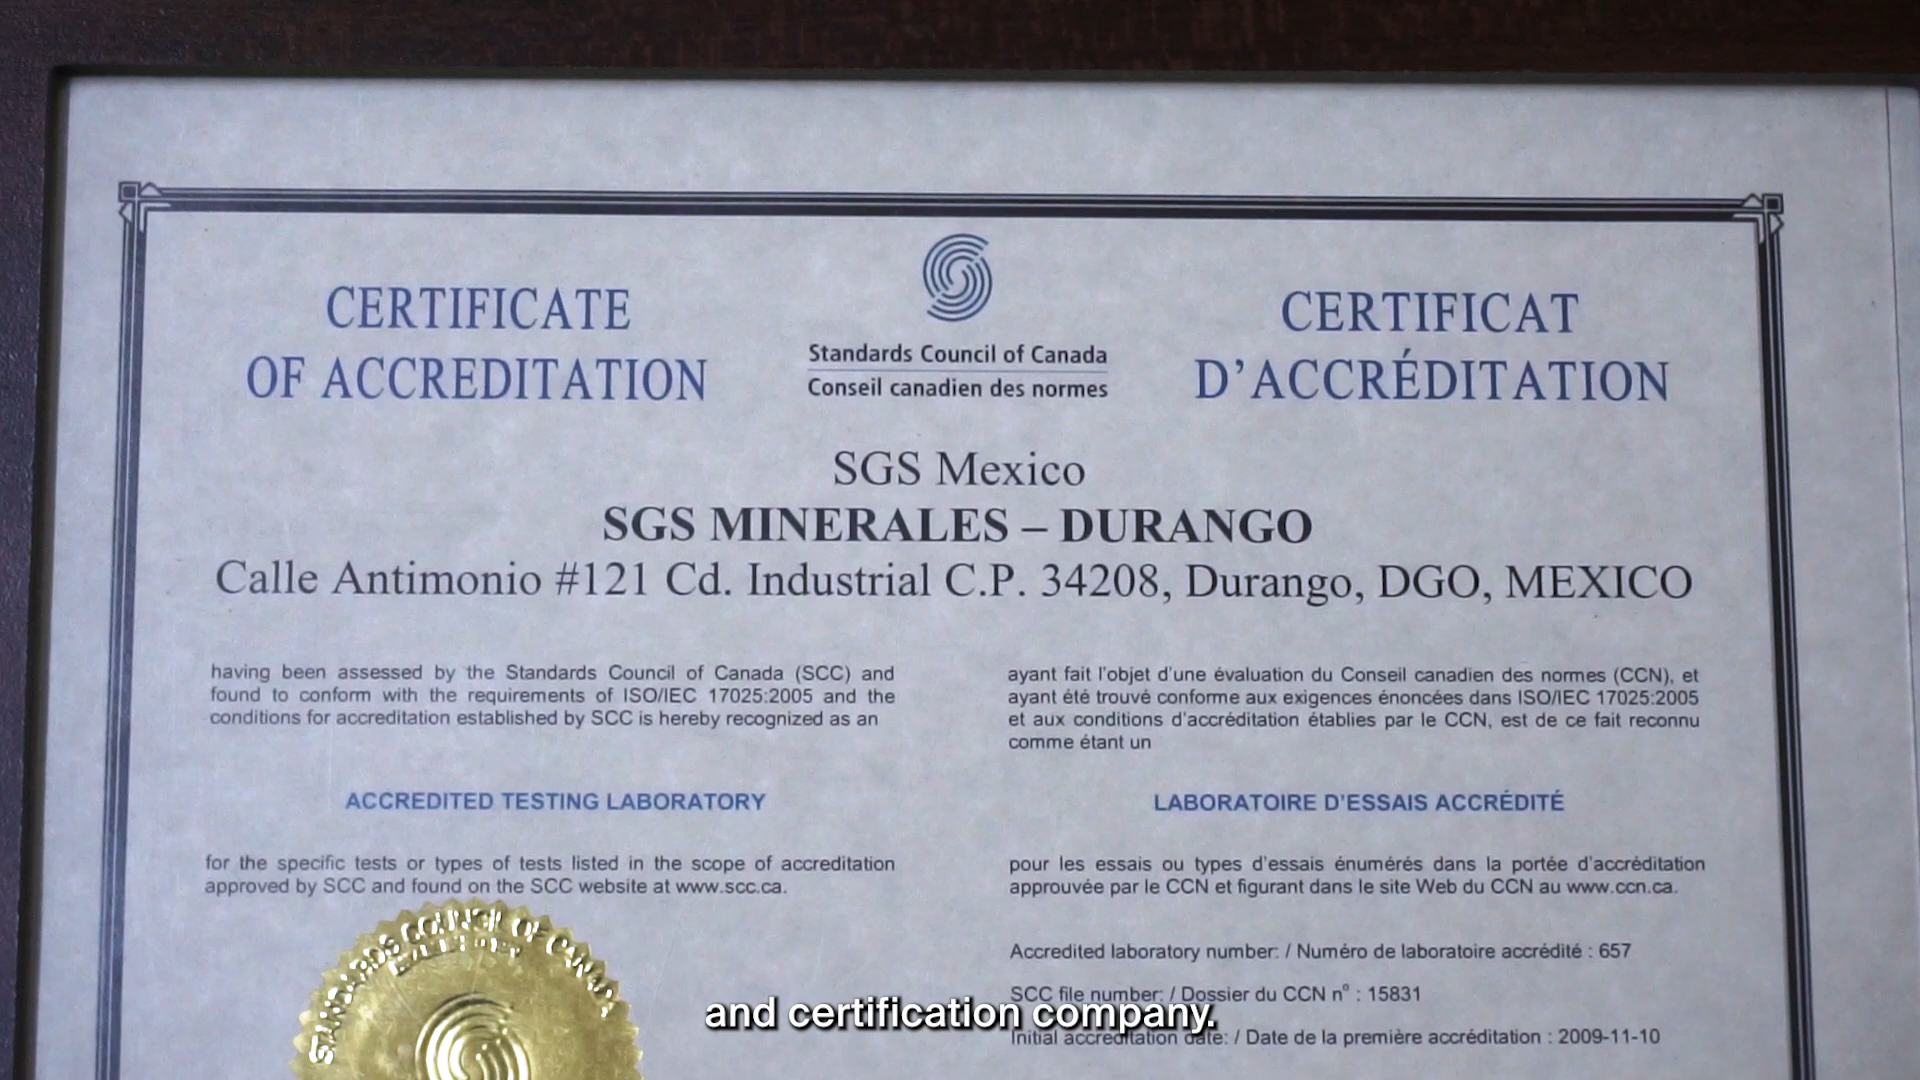 CERTIFICATE
OF ACCREDITATION
Standards Council of Canada
Conseil canadien des normes
CERTIFICAT
D'ACCRÉDITATION
SGS Mexico
SGS MINERALES – DURANGO
Calle Antimonio #121 Cd. Industrial C.P. 34208, Durango, DGO, MEXICO
having been assessed by the Standards Council of Canada (SCC) and
found to conform with the requirements of ISO/IEC 17025:2005 and the
conditions for accreditation established by SCC is hereby recognized as an
ACCREDITED TESTING LABORATORY
for the specific tests or types of tests listed in the scope of accreditation
approved by SCC and found on the SCC website at www.scc.ca.
ayant fait l'objet d'une évaluation du Conseil canadien des normes (CCN), et
ayant été trouvé conforme aux exigences énoncées dans ISO/IEC 17025:2005
et aux conditions d'accréditation établies par le CCN, est de ce fait reconnu
comme étant un
LABORATOIRE D'ESSAIS ACCRÉDITÉ
pour les essais ou types d'essais énumérés dans la portée d'accréditation
approuvée par le CCN et figurant dans le site Web du CCN au www.ccn.ca.
Accredited laboratory number: / Numéro de laboratoire accrédité : 657
SCC file number: / Dossier du CCN n° : 15831
Initial accreditation date: / Date de la première accréditation : 2009-11-10
STANDARDS COUNCIL OF CANADA
and certification company.